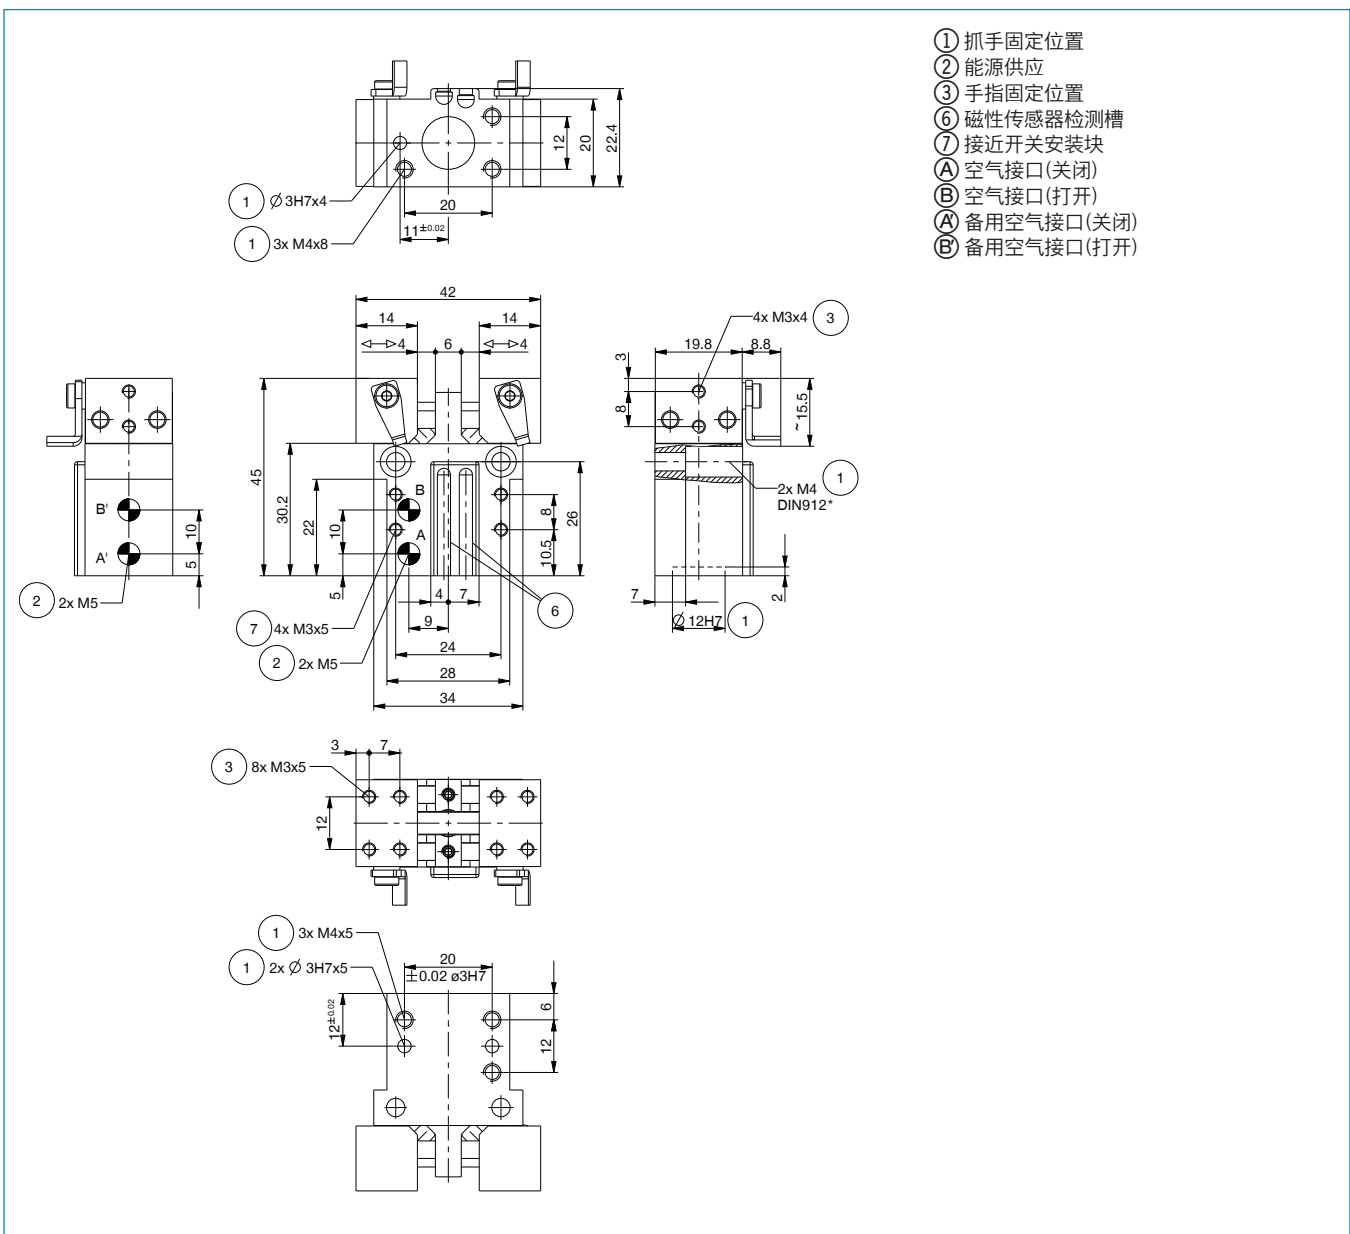 ① 抓手固定位置
② 能源供应
③ 手指固定位置
⑥ 磁性传感器检测槽
⑦ 接近开关安装块
Ⓐ 空气接口(关闭)
Ⓑ 空气接口(打开)
Ⓐ' 备用空气接口(关闭)
Ⓑ' 备用空气接口(打开)
12
20
22.4
1 Ø 3H7x4
20
11±0.02
1 3x M4x8
42
14
14
4
6
4
45
30.2
22
10
5
B
A
8
10.5
26
4
7
9
24
28
34
6
7 4x M3x5
2 2x M5
B'
A'
10
5
2 2x M5
4x M3x4 3
19.8
8.8
3
8
~15.5
2x M4 1
DIN912*
7
2
Ø 12H7 1
3
7
3 8x M3x5
12
1 3x M4x5
1 2x Ø 3H7x5
20
±0.02 ø3H7
12±0.02
6
12